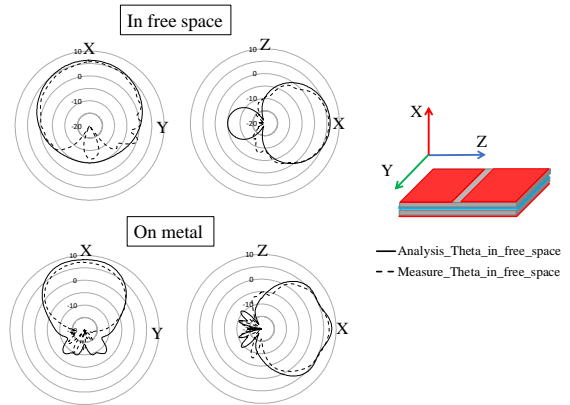 In free space
X
10
0
-10
-20
Y
Z
10
0
-10
-20
X
X
Z
Y
On metal
X
10
0
-10
Y
Z
10
0
-10
X
Analysis_Theta_in_free_space
Measure_Theta_in_free_space